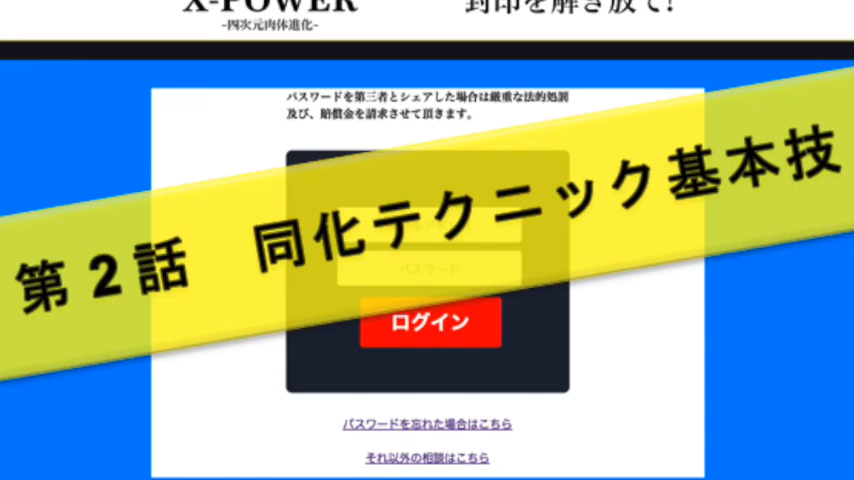 X-POWER
~四次元肉体進化~
封印を解き放て!
パスワードを第三者とシェアした場合は厳重な法的処罰
及び、賠償金を請求させて頂きます。
第2話 同化テクニック基本技
パスワード
ログイン
パスワードを忘れた場合はこちら
それ以外の相談はこちら